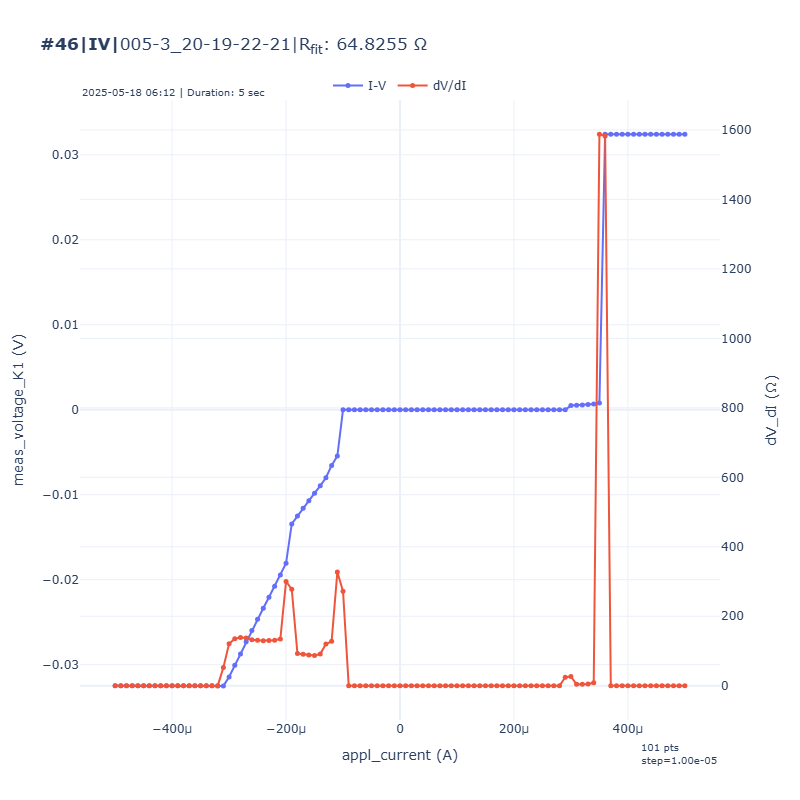 #46|IV|005-3_20-19-22-21|Rfit: 64.8255 Ω
2025-05-18 06:12 | Duration: 5 sec
I-V
dV/dI
meas_voltage_K1 (V)
0.03
0.02
0.01
0
−0.01
−0.02
−0.03
1600
1400
1200
1000
800
600
400
200
0
dV_dI (Ω)
−400μ
−200μ
0
200μ
400μ
appl_current (A)
101 pts
step=1.00e-05